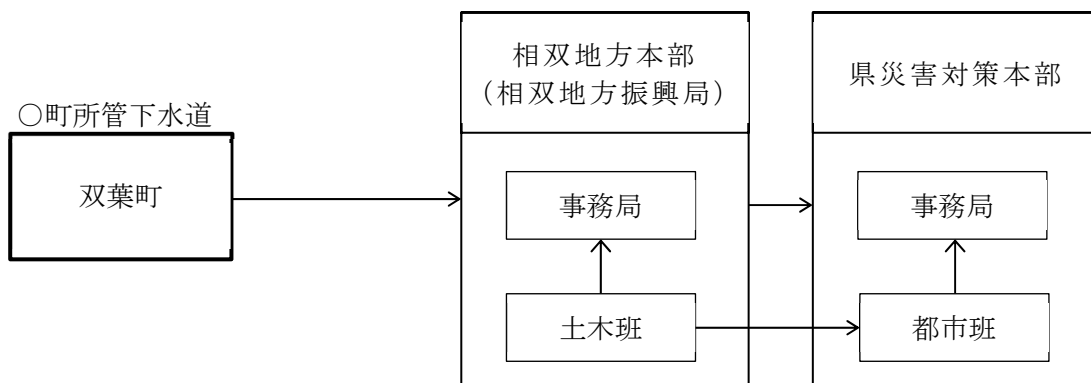 ○町所管下水道
双葉町
相双地方本部
(相双地方振興局)
事務局
土木班
県災害対策本部
事務局
都市班